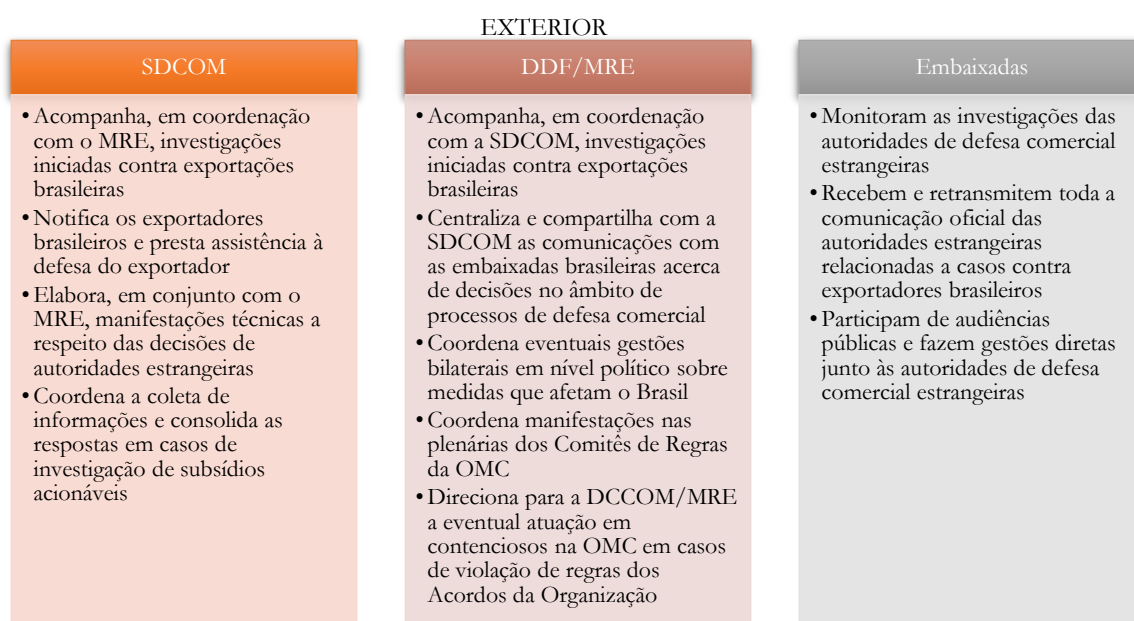 EXTERIOR
SDCOM
• Acompanha, em coordenação
com o MRE, investigações
iniciadas contra exportações
brasileiras
• Notifica os exportadores
brasileiros e presta assistência à
defesa do exportador
• Elabora, em conjunto com o
MRE, manifestações técnicas a
respeito das decisões de
autoridades estrangeiras
• Coordena a coleta de
informações e consolida as
respostas em casos de
investigação de subsídios
acionáveis
DDF/MRE
• Acompanha, em coordenação
com a SDCOM, investigações
iniciadas contra exportações
brasileiras
• Centraliza e compartilha com a
SDCOM as comunicações com
as embaixadas brasileiras acerca
de decisões no âmbito de
processos de defesa comercial
• Coordena eventuais gestões
bilaterais em nível político sobre
medidas que afetam o Brasil
• Coordena manifestações nas
plenárias dos Comitês de Regras
da OMC
• Direciona para a DCCOM/MRE
a eventual atuação em
contenciosos na OMC em casos
de violação de regras dos
Acordos da Organização
Embaixadas
• Monitoram as investigações das
autoridades de defesa comercial
estrangeiras
• Recebem e retransmitem toda a
comunicação oficial das
autoridades estrangeiras
relacionadas a casos contra
exportadores brasileiros
• Participam de audiências
públicas e fazem gestões diretas
junto às autoridades de defesa
comercial estrangeiras